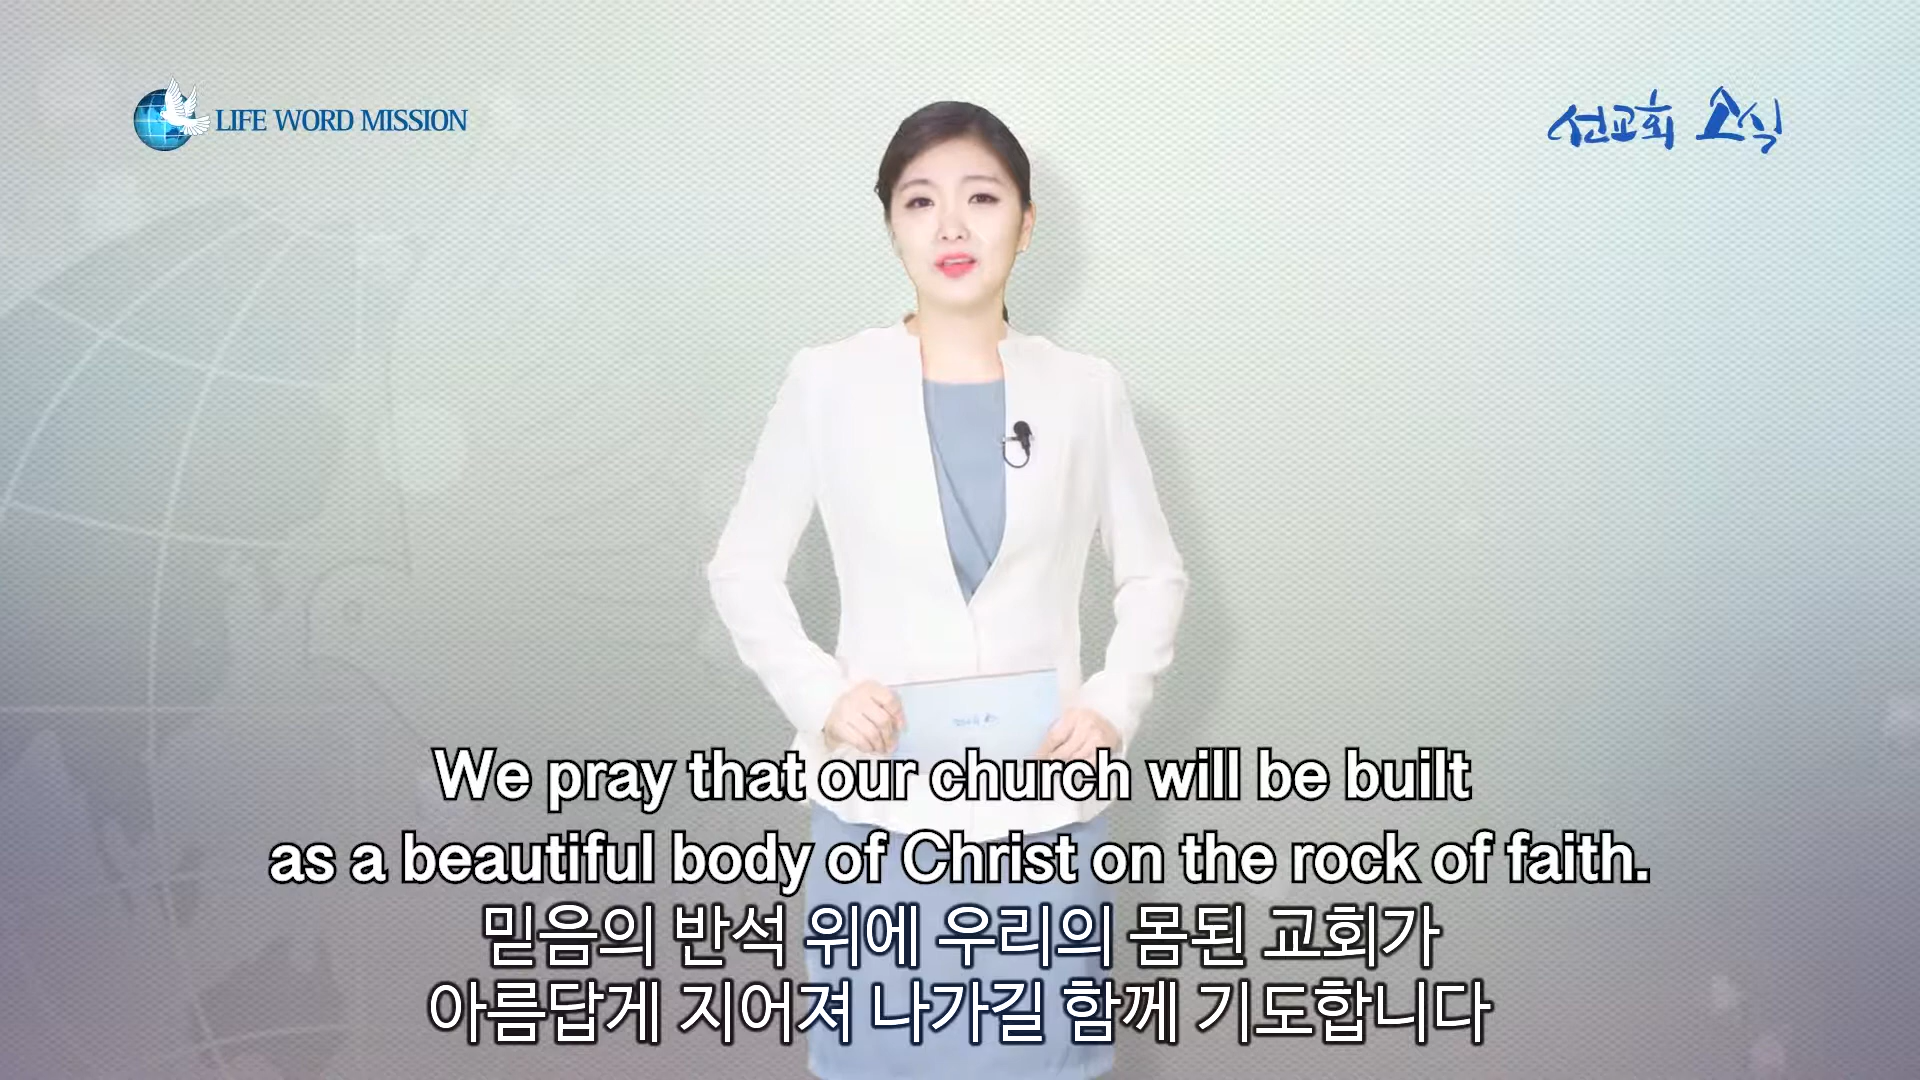 LIFE WORD MISSION
선교회 소식
We pray that our church will be built
as a beautiful body of Christ on the rock of faith.
믿음의 반석 위에 우리의 몸된 교회가
아름답게 지어져 나가길 함께 기도합니다